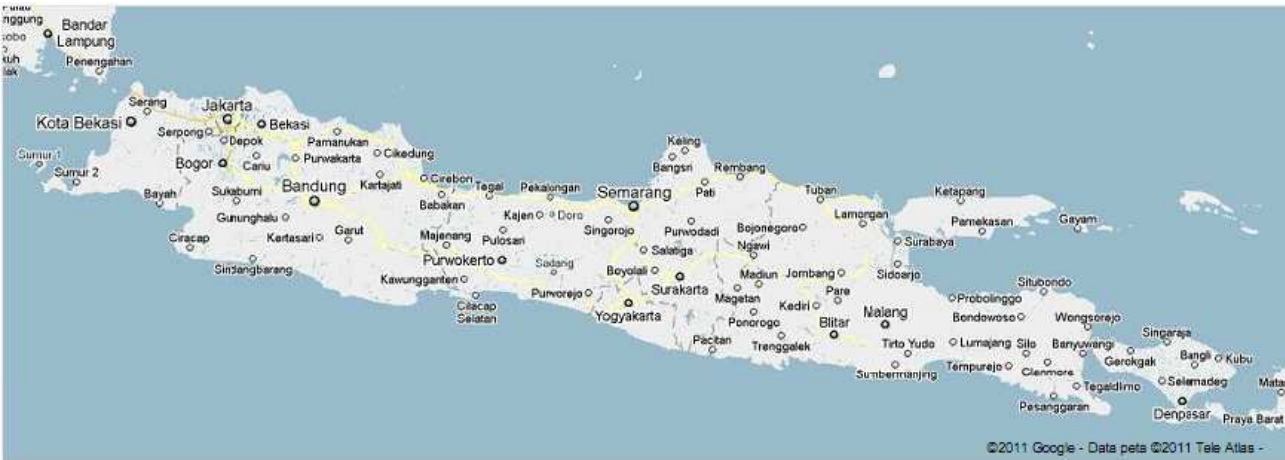 nggung
Bandar
Lampung
Penengahan
Serang
Jakarta
Kota Bekasi
Bekasi
Serpong
Depok
Pamanukan
Cikedung
Bogor
Cariu
Purwakarta
Sumur 1
Sumur 2
Bayah
Sukabumi
Bandung
Kartajati
Cirebon
Babakan
Tegal
Pekalongan
Gununghalu
Kertasari
Garut
Ciracap
Sindangbarang
Majenang
Kajen
Doro
Pulosari
Purwokerto
Sadang
Kawungganten
Cilacap
Selatan
Purworejo
Semarang
Singorojo
Keling
Bangsri
Rembang
Pati
Purwodadi
Salatiga
Boyolali
Surakarta
Yogyakarta
Tuban
Lamongan
Bojonegoro
Ngawi
Madiun
Magetan
Ponorogo
Pacitan
Trenggalek
Jombang
Pare
Kediri
Blitar
Malang
Tirto Yudo
Sumbermanjing
Ketapang
Pamekasan
Gayam
Surabaya
Sidoarjo
Situbondo
Probolinggo
Bondowoso
Wongsorejo
Lumajang
Silo
Banyuwangi
Tempurejo
Glenmore
Tegaldlimo
Pesanggaran
Singaraja
Gerokgak
Bangli
Kubu
Selemadeg
Denpasar
Mata
Praya Barat
©2011 Google - Data peta ©2011 Tele Atlas -